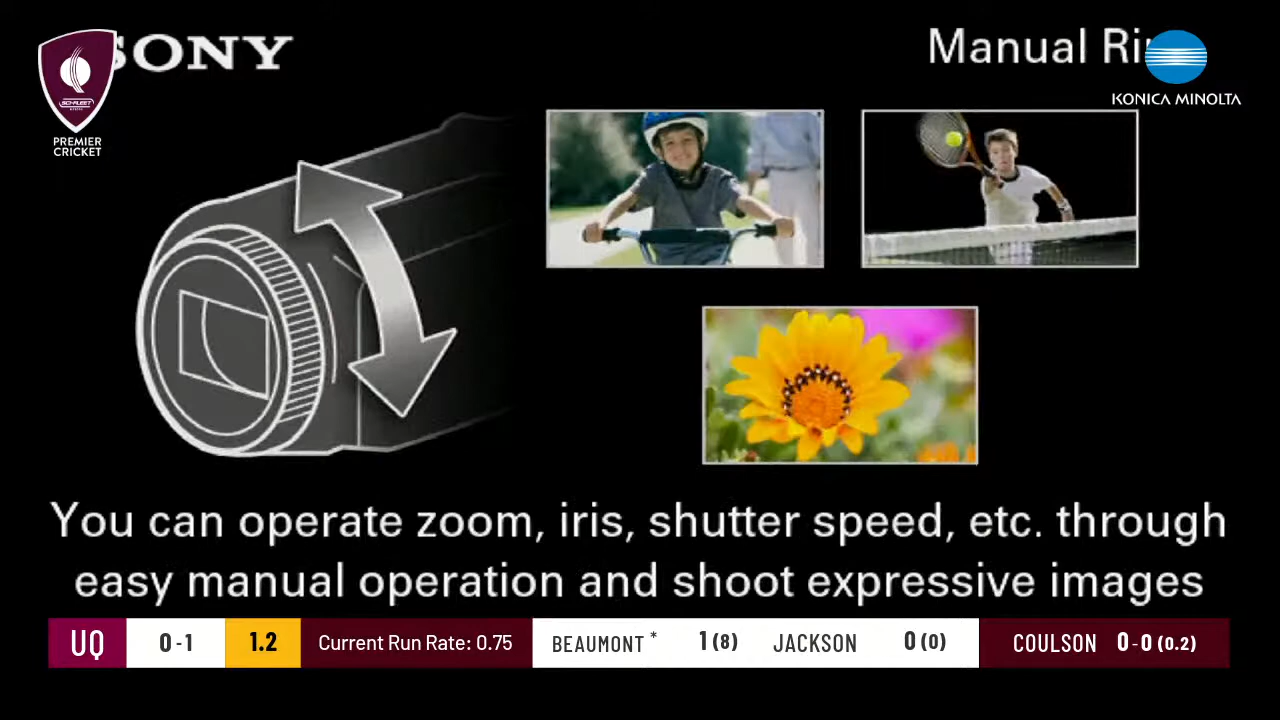 SONY
Manual Ri
KONICA MINOLTA
PREMIER
CRICKET
You can operate zoom, iris, shutter speed, etc. through
easy manual operation and shoot expressive images
UQ 0-1 1.2 Current Run Rate: 0.75 BEAUMONT* 1 (8) JACKSON 0 (0) COULSON 0-0 (0.2)